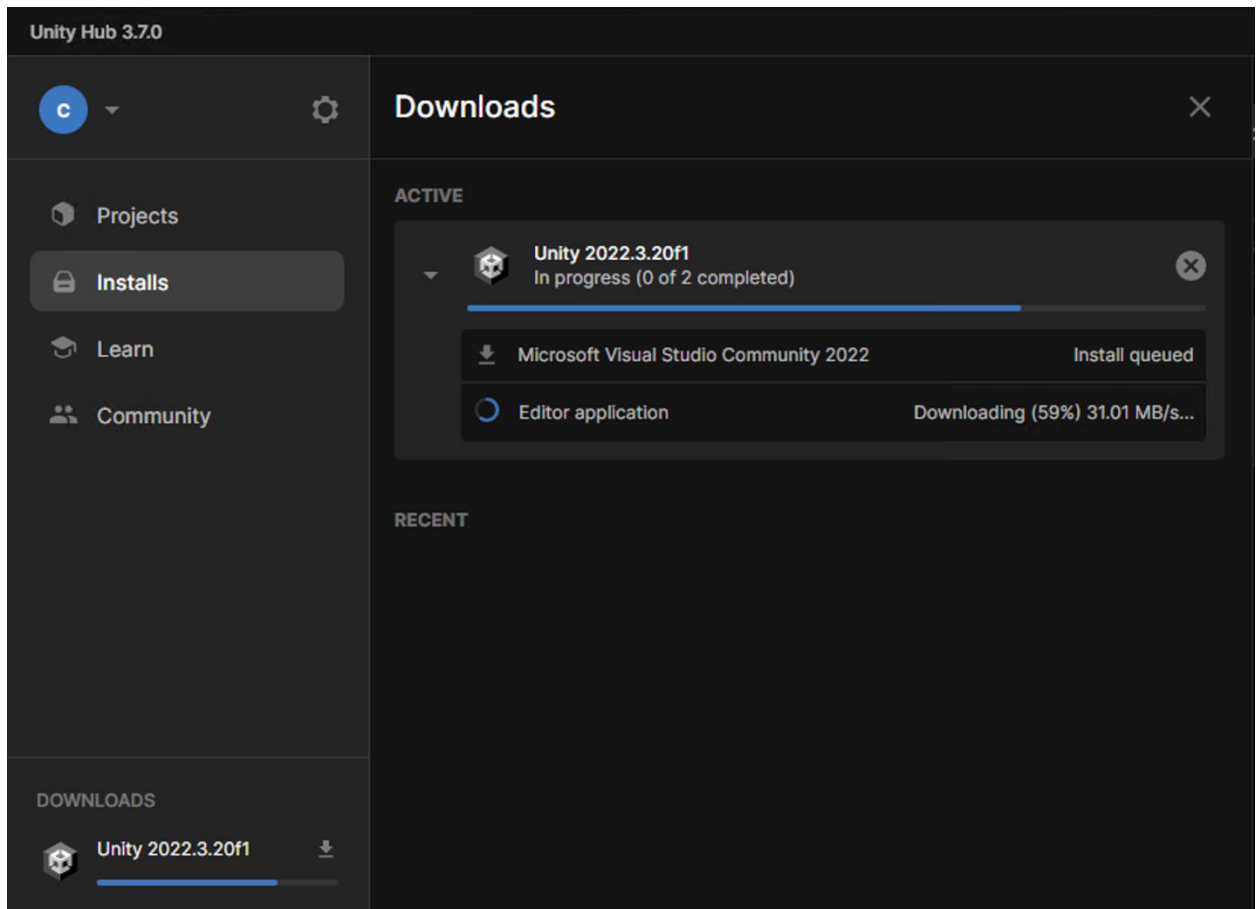 Unity Hub 3.7.0
C
Downloads
ACTIVE
Projects
Unity 2022.3.20f1
In progress (0 of 2 completed)
Installs
Learn
Microsoft Visual Studio Community 2022 Install queued
Community
Editor application Downloading (59%) 31.01 MB/s...
RECENT
DOWNLOADS
Unity 2022.3.20f1